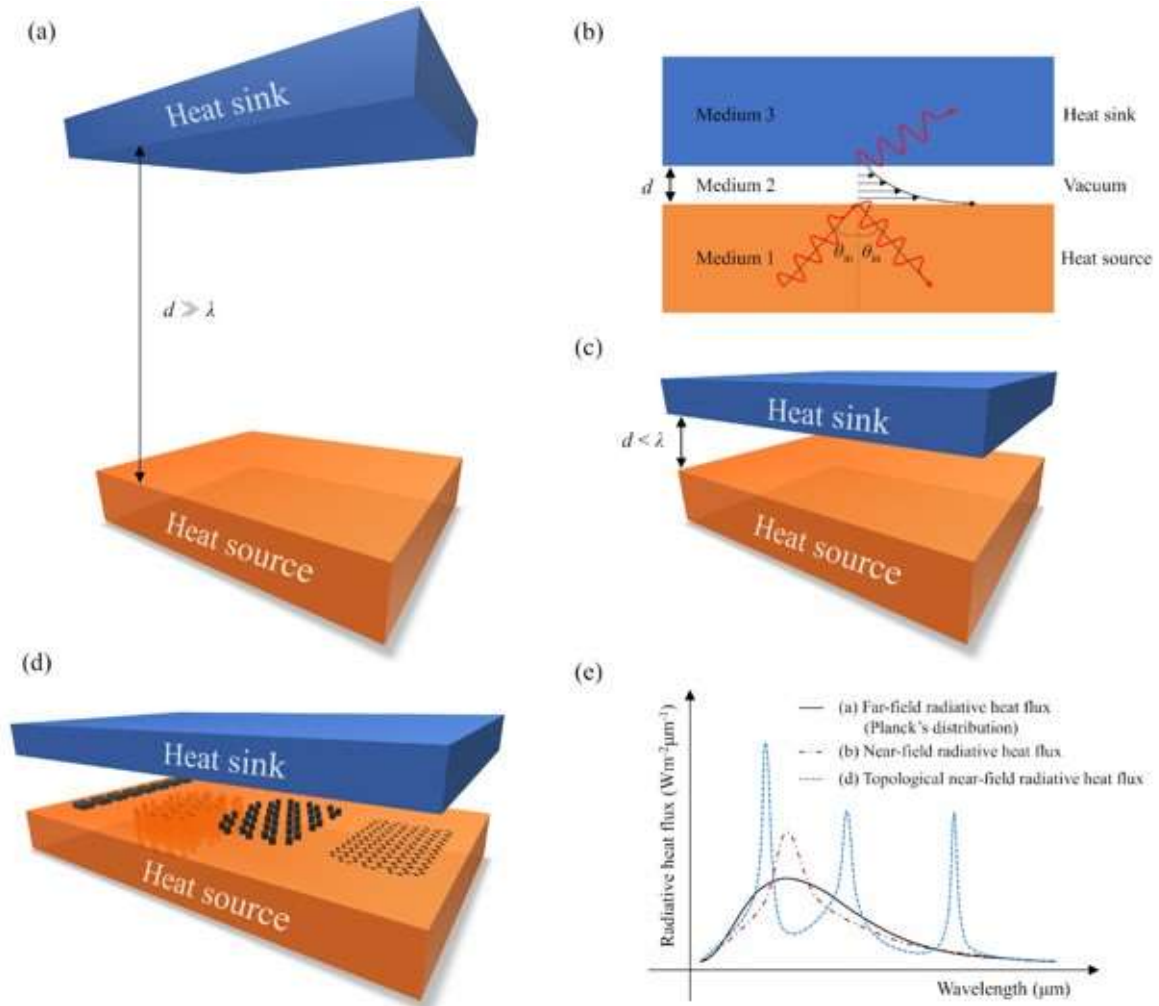 (a)
Heat sink
d ≫ λ
Heat source
(b)
Medium 3
Heat sink
d
Medium 2
Vacuum
Medium 1
θin
θin
Heat source
(c)
Heat sink
d < λ
Heat source
(d)
Heat sink
Heat source
(e)
Radiative heat flux (Wm⁻²μm⁻¹)
(a) Far-field radiative heat flux
(Planck's distribution)
(b) Near-field radiative heat flux
(d) Topological near-field radiative heat flux
Wavelength (μm)